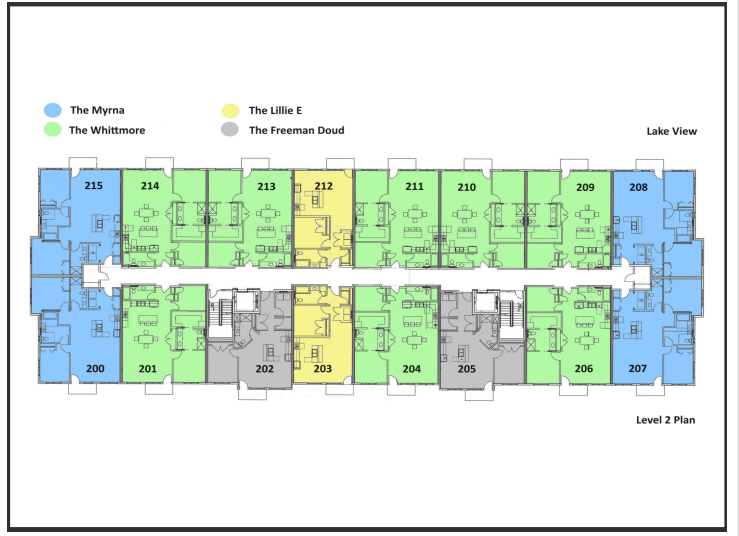 The Myrna
The Lillie E
The Whittmore
The Freeman Doud
Lake View
215
214
213
212
211
210
209
208
200
201
202
203
204
205
206
207
Level 2 Plan